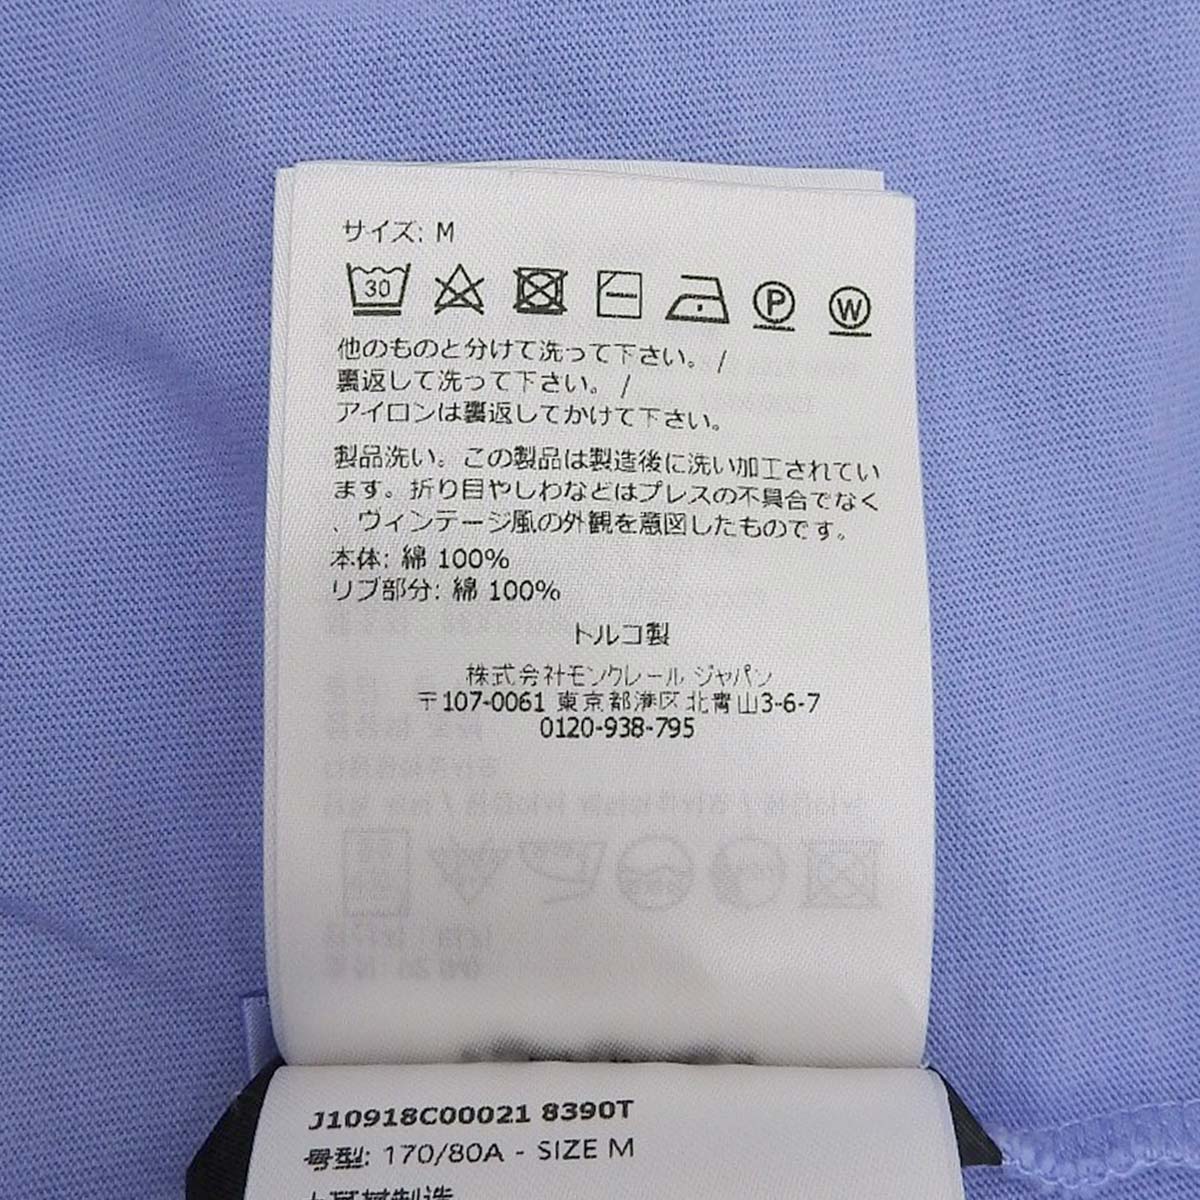 サイズ: M
30
P
W
他のものと分けて洗って下さい。 /
裏返して洗って下さい。 /
アイロンは裏返してかけて下さい。
製品洗い。この製品は製造後に洗い加工されてい
ます。折り目やしわなどはプレスの不具合でなく
、ヴィンテージ風の外観を意図したものです。
本体: 綿 100%
リブ部分: 綿 100%
トルコ製
株式会社モンクレール ジャパン
〒107-0061 東京都港区北青山3-6-7
0120-938-795
J10918C00021 8390T
号型: 170/80A - SIZE M